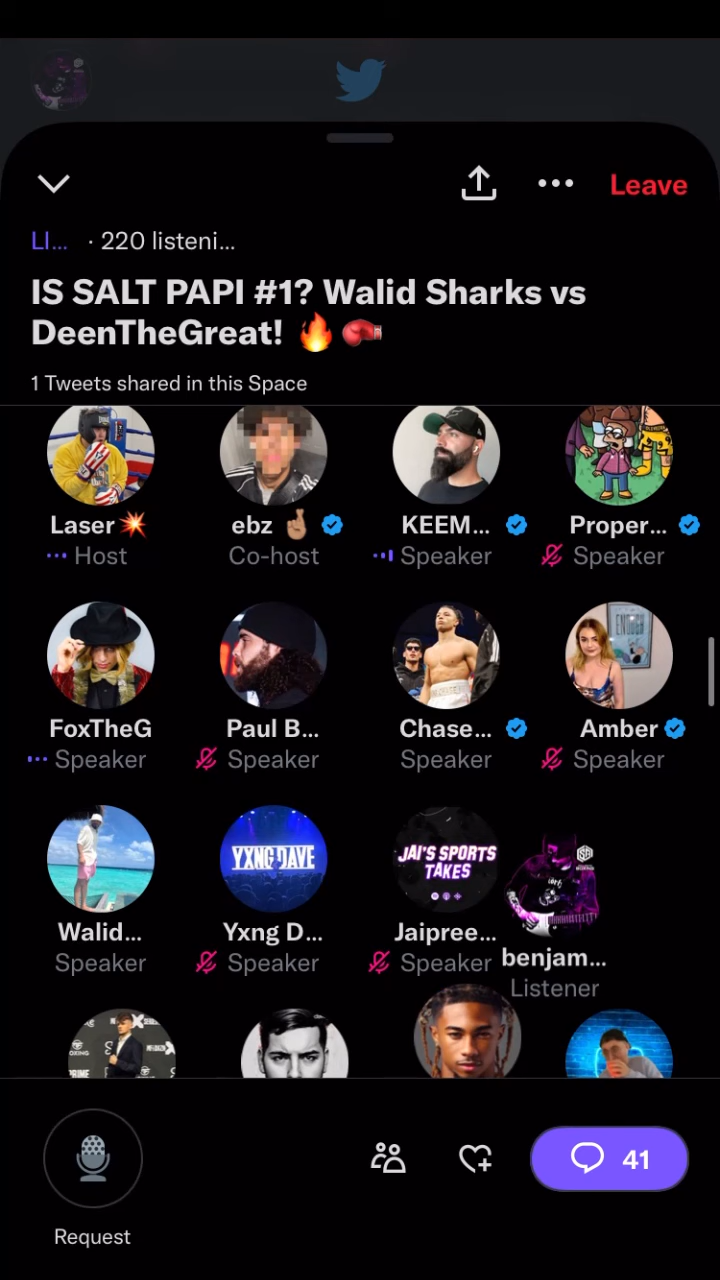 Leave
LI... · 220 listeni...
IS SALT PAPI #1? Walid Sharks vs
DeenTheGreat! 🔥🥊
1 Tweets shared in this Space
Laser💥 ebz 🤞🏽 KEEM... Proper...
Host Co-host Speaker Speaker
FoxTheG Paul B... Chase... Amber
Speaker Speaker Speaker Speaker
YXNG DAVE
JAI'S SPORTS
TAKES
Walid... Yxng D... Jaipree... benjam...
Speaker Speaker Speaker Listener
41
Request